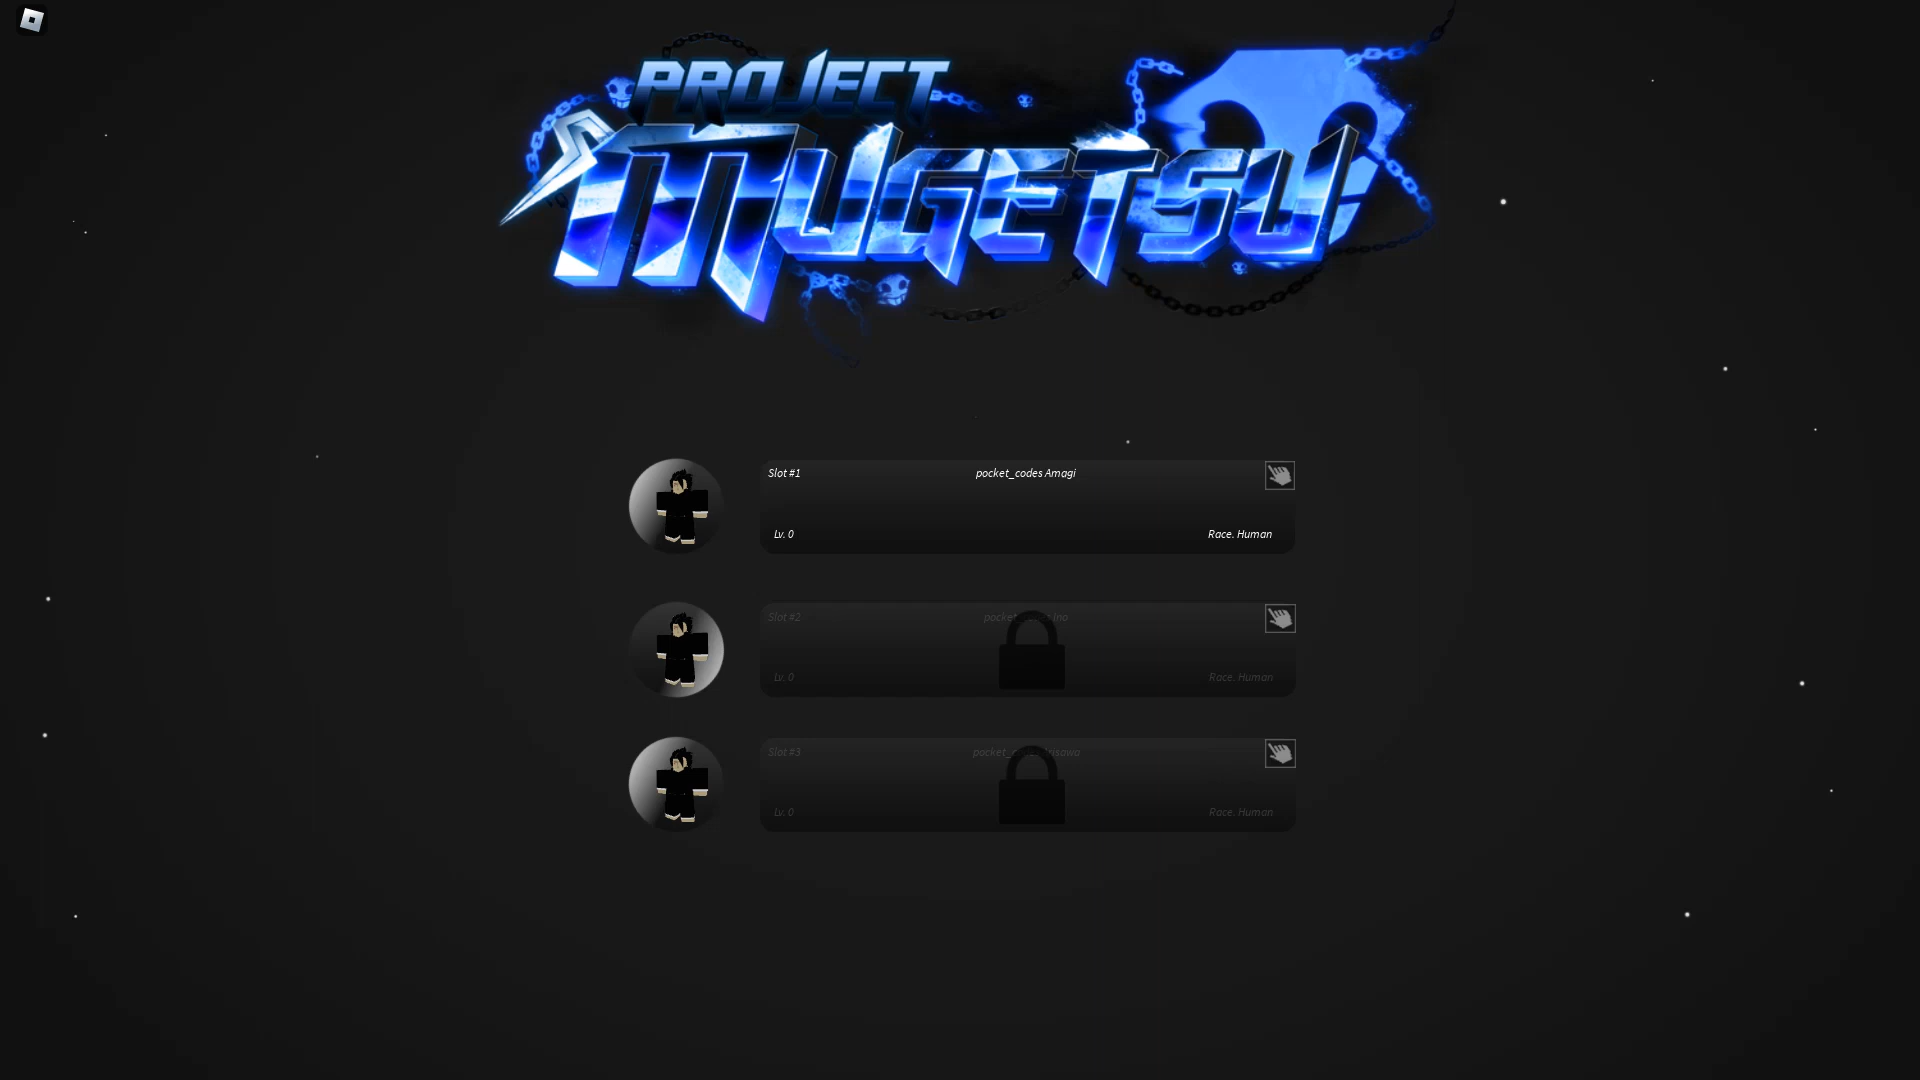 PROJECT
MUGETSU
Slot #1
pocket_codes Amagi
Lv. 0
Race. Human
Slot #2
Ino
Lv. 0
Race. Human
Slot #3
Lv. 0
Race. Human